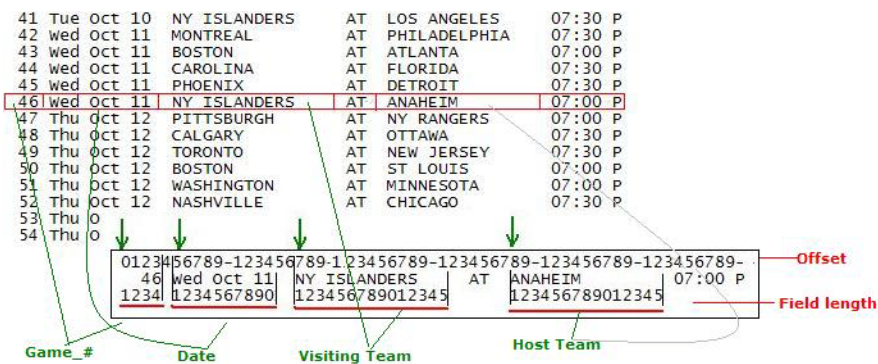 41 Tue Oct 10 NY ISLANDERS AT LOS ANGELES 07:30 P
42 Wed Oct 11 MONTREAL AT PHILADELPHIA 07:30 P
43 Wed Oct 11 BOSTON AT ATLANTA 07:00 P
44 Wed Oct 11 CAROLINA AT FLORIDA 07:30 P
45 Wed Oct 11 PHOENIX AT DETROIT 07:30 P
46 Wed Oct 11 NY ISLANDERS AT ANAHEIM 07:00 P
47 Thu Oct 12 PITTSBURGH AT NY RANGERS 07:00 P
48 Thu Oct 12 CALGARY AT OTTAWA 07:30 P
49 Thu Oct 12 TORONTO AT NEW JERSEY 07:30 P
50 Thu Oct 12 BOSTON AT ST LOUIS 07:00 P
51 Thu Oct 12 WASHINGTON AT MINNESOTA 07:00 P
52 Thu Oct 12 NASHVILLE AT CHICAGO 07:30 P
53 Thu O
54 Thu O
0123456789-123456789-123456789-123456789-123456789-123456789- Offset
46 Wed Oct 11 NY ISLANDERS AT ANAHEIM 07:00 P
1234 1234567890 123456789012345 123456789012345 Field length
Game_# Date Visiting Team Host Team